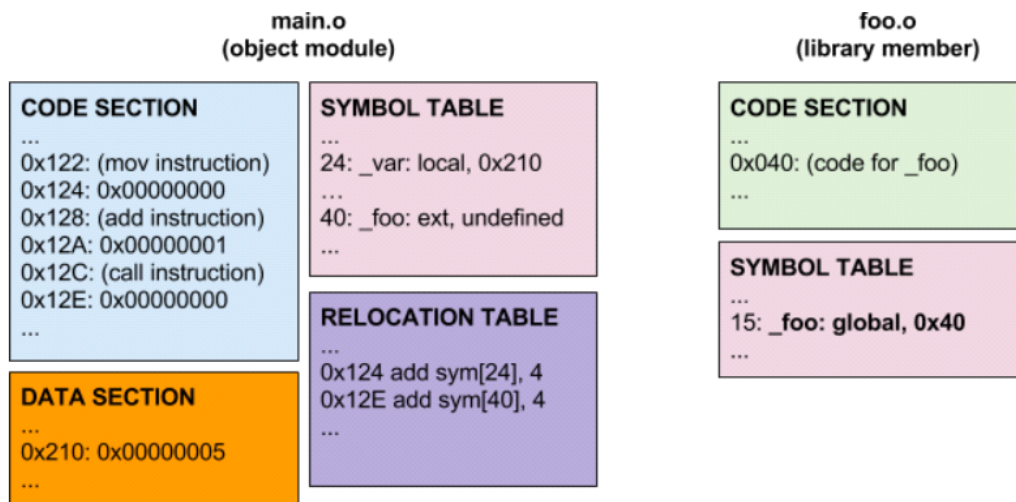 main.o
(object module)
CODE SECTION
...
0x122: (mov instruction)
0x124: 0x00000000
0x128: (add instruction)
0x12A: 0x00000001
0x12C: (call instruction)
0x12E: 0x00000000
...
DATA SECTION
...
0x210: 0x00000005
...
SYMBOL TABLE
...
24: _var: local, 0x210
...
40: _foo: ext, undefined
...
RELOCATION TABLE
...
0x124 add sym[24], 4
0x12E add sym[40], 4
...
foo.o
(library member)
CODE SECTION
...
0x040: (code for _foo)
...
SYMBOL TABLE
...
15: _foo: global, 0x40
...